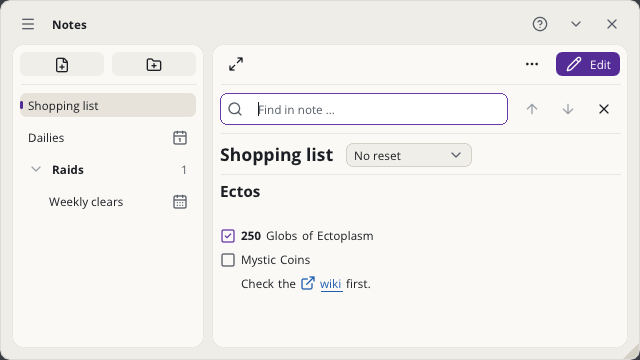 Notes
Edit
Shopping list
Dailies
Raids 1
Weekly clears
Find in note ...
Shopping list No reset
Ectos
250 Globs of Ectoplasm
Mystic Coins
Check the wiki first.